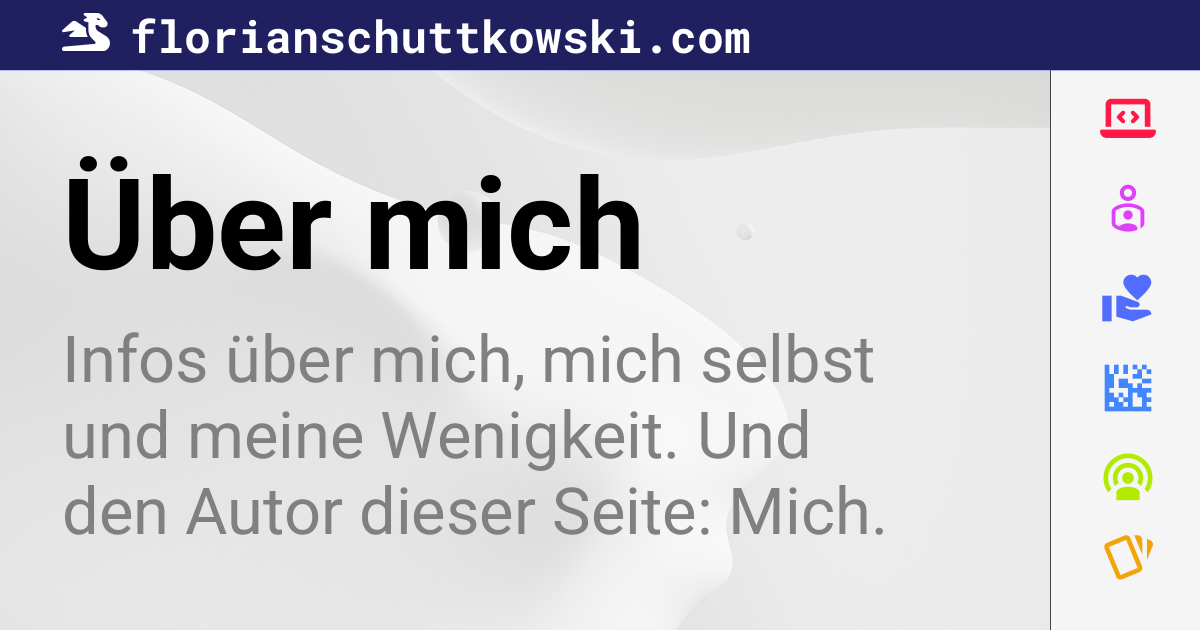 florianschuttkowski.com
Über mich
Infos über mich, mich selbst
und meine Wenigkeit. Und
den Autor dieser Seite: Mich.